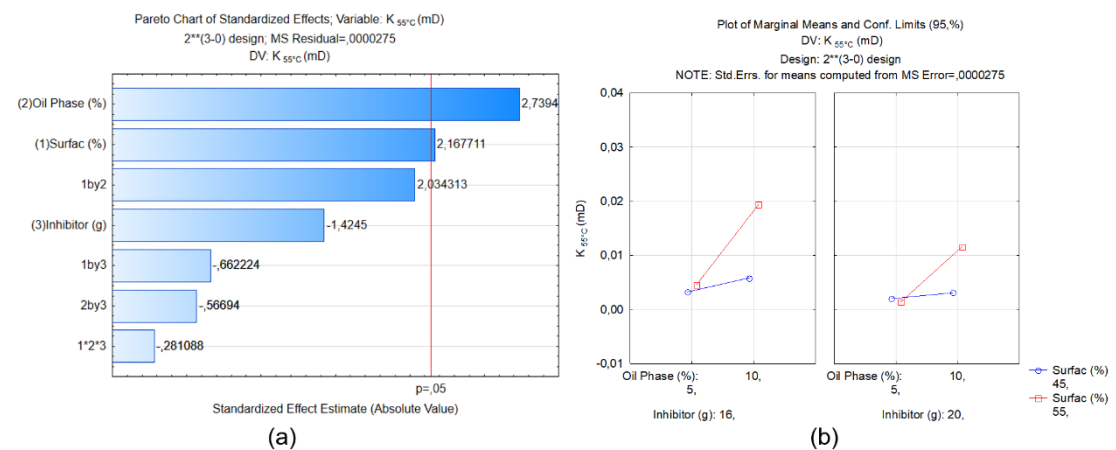 Pareto Chart of Standardized Effects; Variable: K 55°C (mD)
2**(3-0) design; MS Residual=,0000275
DV: K 55°C (mD)
(2)Oil Phase (%)
2,7394
(1)Surfac (%)
2,167711
1by2
2,034313
(3)Inhibitor (g)
-1,4245
1by3
-,662224
2by3
-,56694
1*2*3
-,281088
p=,05
Standardized Effect Estimate (Absolute Value)
(a)
Plot of Marginal Means and Conf. Limits (95,%)
DV: K 55°C (mD)
Design: 2**(3-0) design
NOTE: Std.Errs. for means computed from MS Error=,0000275
K 55°C (mD)
0,04
0,03
0,02
0,01
0,00
-0,01
Oil Phase (%): 10,
5,
Inhibitor (g): 16,
Oil Phase (%): 10,
5,
Inhibitor (g): 20,
Surfac (%)
45,
Surfac (%)
55,
(b)